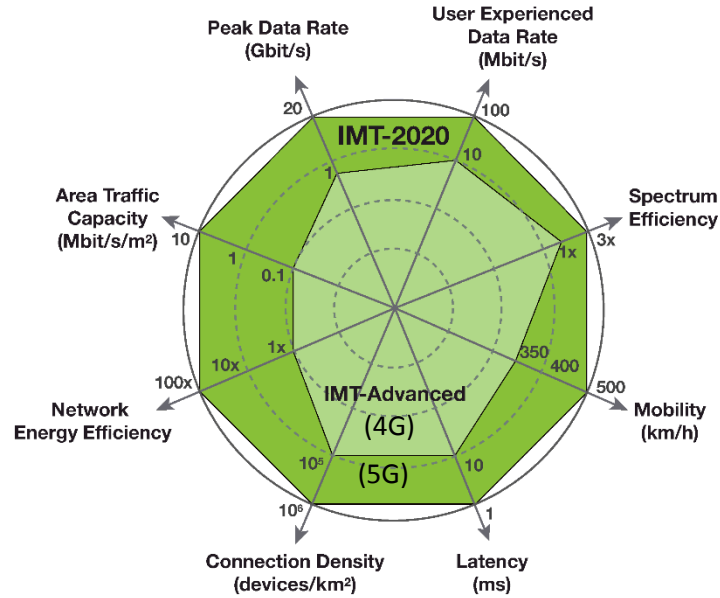 Peak Data Rate
(Gbit/s)
User Experienced
Data Rate
(Mbit/s)
20
100
IMT-2020
1
10
Area Traffic
Capacity
(Mbit/s/m²)
Spectrum
Efficiency
10
1
0.1
1x
3x
350
400
500
1x
10x
100x
Network
Energy Efficiency
Mobility
(km/h)
IMT-Advanced
(4G)
(5G)
10⁵
10
10⁶
1
Connection Density
(devices/km²)
Latency
(ms)